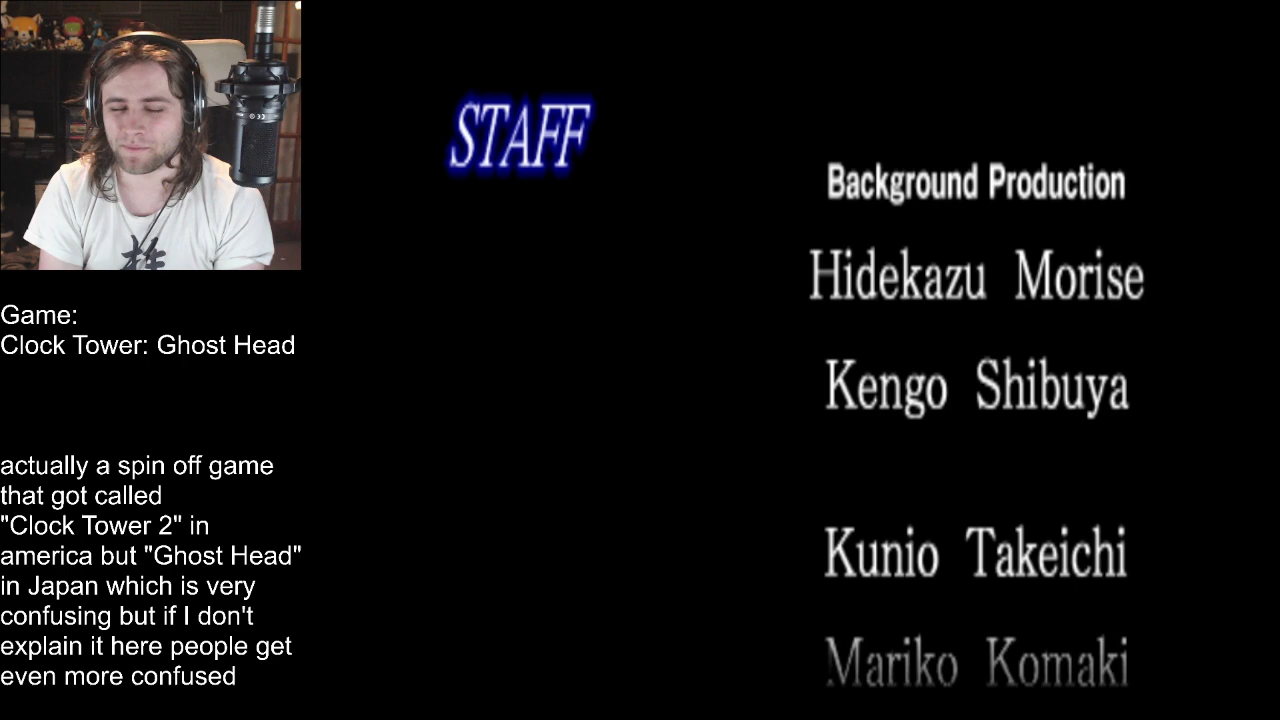 STAFF
Background Production
Hidekazu Morise
Kengo Shibuya
Kunio Takeichi
Mariko Komaki
Game:
Clock Tower: Ghost Head
actually a spin off game
that got called
"Clock Tower 2" in
america but "Ghost Head"
in Japan which is very
confusing but if I don't
explain it here people get
even more confused